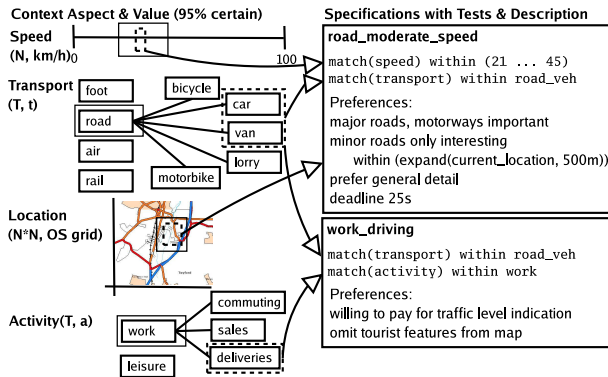 Context Aspect & Value (95% certain)
Speed
(N, km/h)
0
100
Transport
(T, t)
foot
road
air
rail
bicycle
car
van
lorry
motorbike
Location
(N*N, OS grid)
Activity(T, a)
work
leisure
commuting
sales
deliveries
Specifications with Tests & Description
road_moderate_speed
match(speed) within (21 ... 45)
match(transport) within road_veh
Preferences:
major roads, motorways important
minor roads only interesting
within (expand(current_location, 500m))
prefer general detail
deadline 25s
work_driving
match(transport) within road_veh
match(activity) within work
Preferences:
willing to pay for traffic level indication
omit tourist features from map